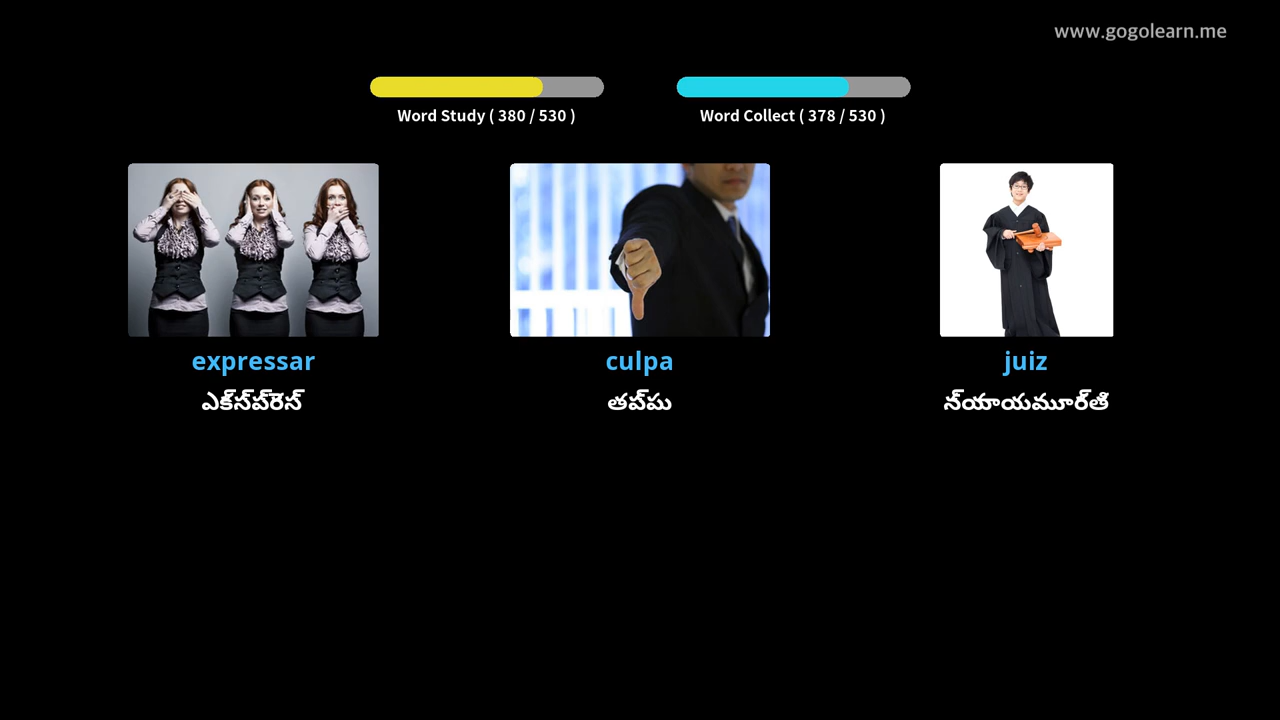 www.gogolearn.me
Word Study ( 380 / 530 )
Word Collect ( 378 / 530 )
expressar
culpa
juiz
ఎక్స్ప్రెస్
తప్పు
న్యాయమూర్తి